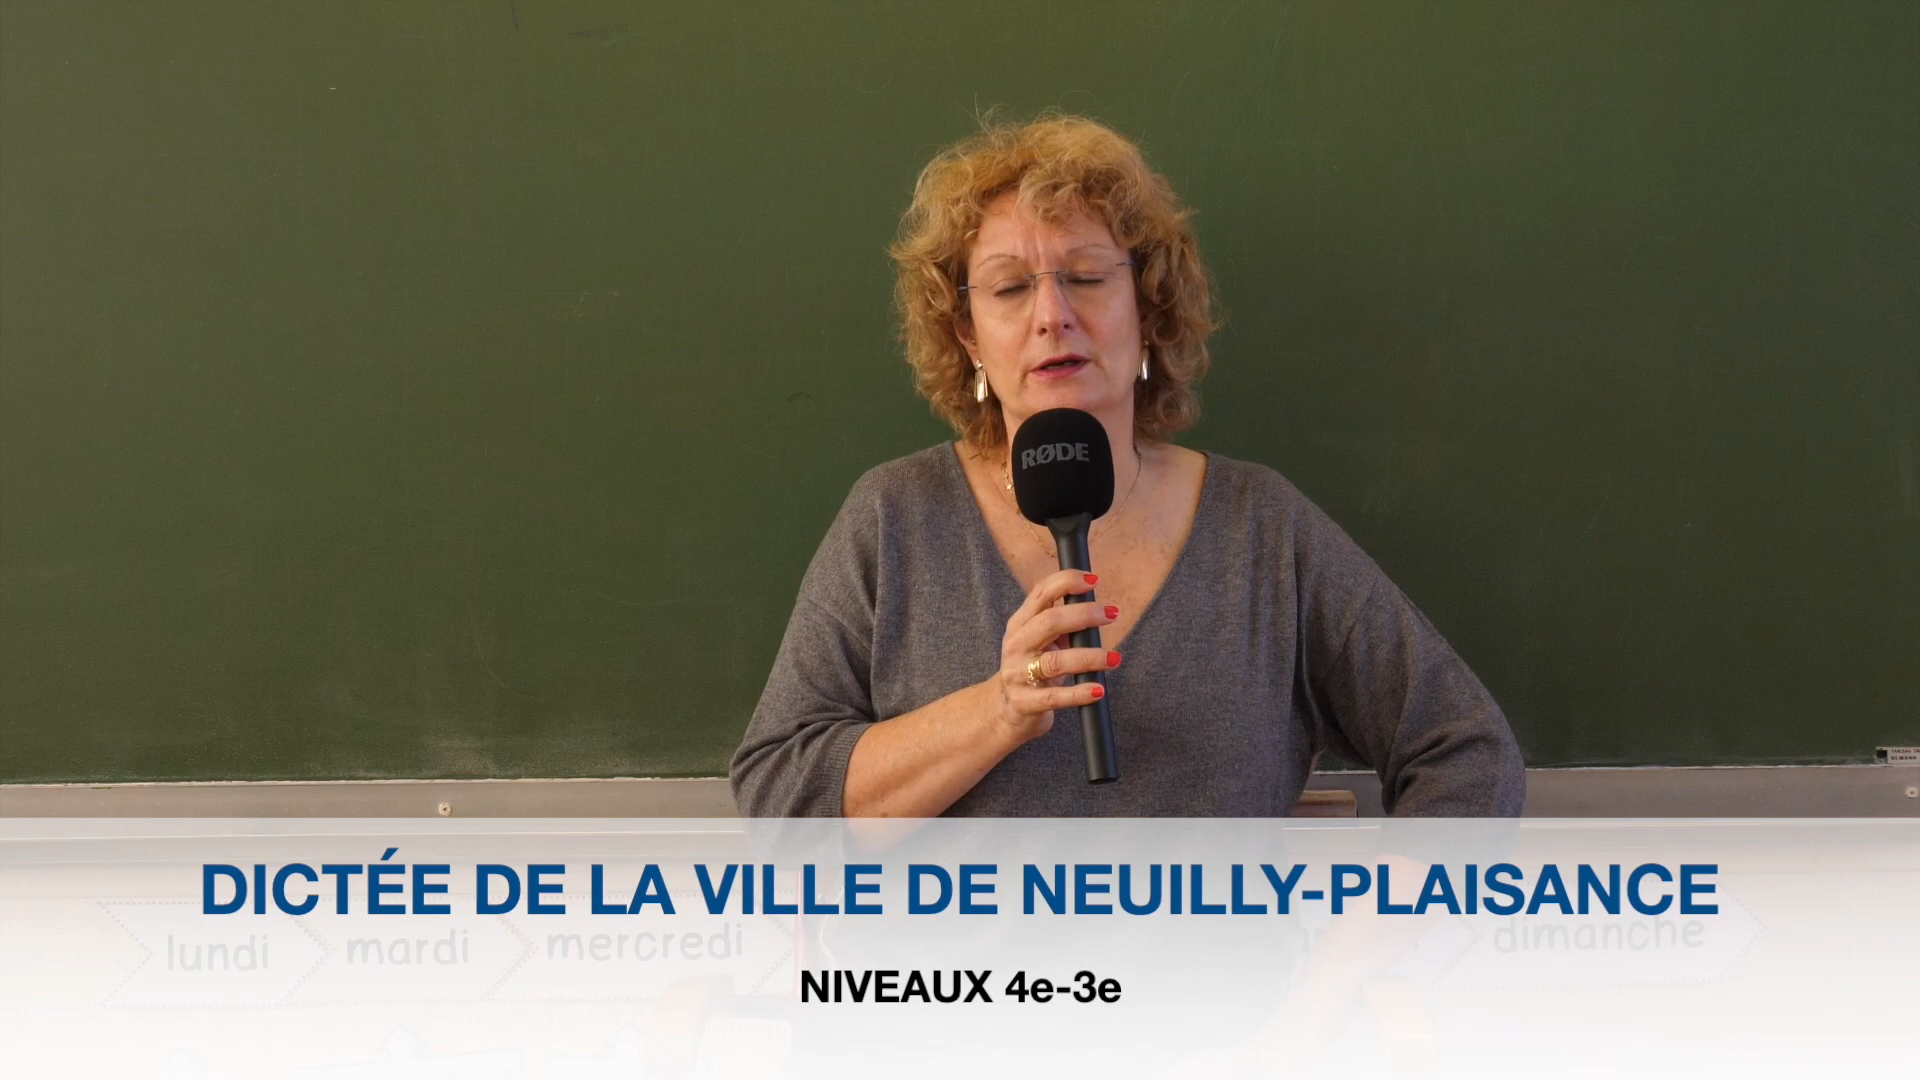 RØDE
DICTÉE DE LA VILLE DE NEUILLY-PLAISANCE
lundi
mardi
mercredi
dimanche
NIVEAUX 4e-3e